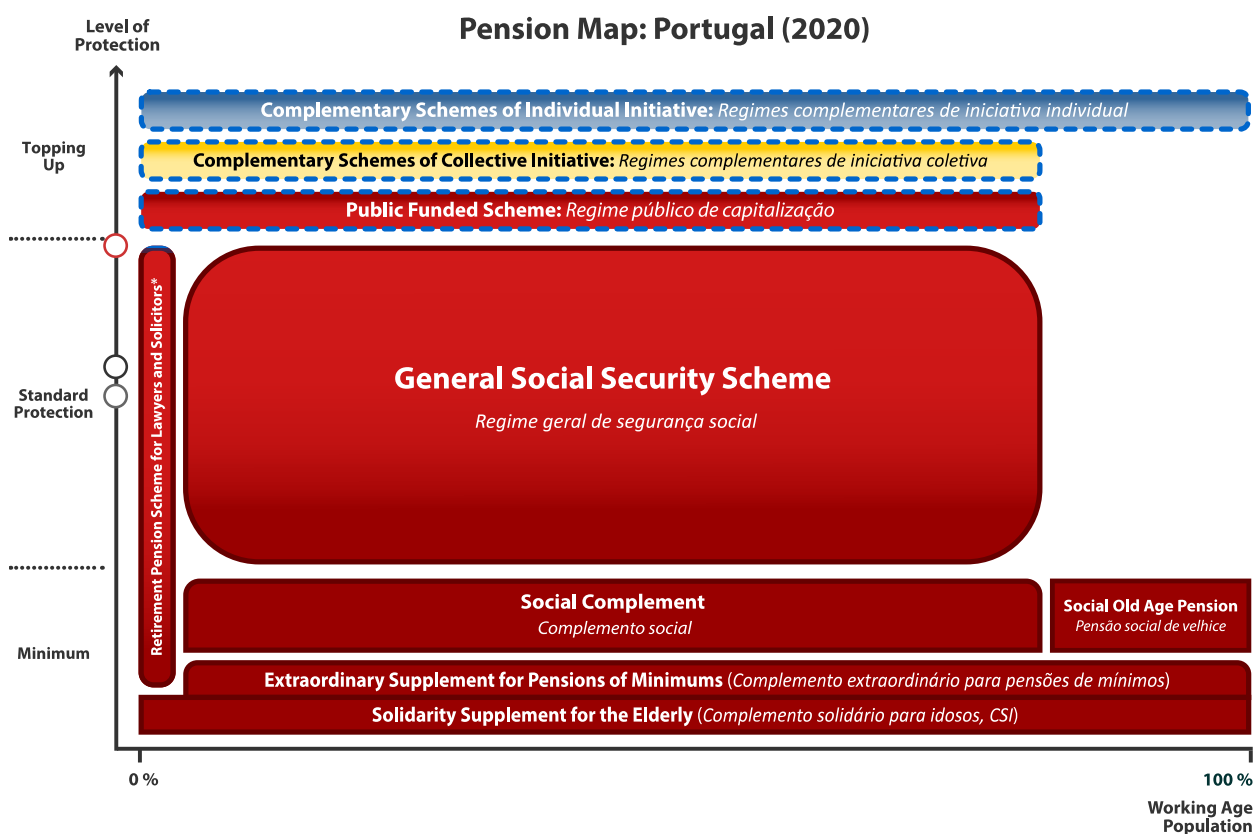 Pension Map: Portugal (2020)
Level of
Protection
Complementary Schemes of Individual Initiative: Regimes complementares de iniciativa individual
Topping
Up
Complementary Schemes of Collective Initiative: Regimes complementares de iniciativa coletiva
Public Funded Scheme: Regime público de capitalização
Retirement Pension Scheme for Lawyers and Solicitors*
General Social Security Scheme
Regime geral de segurança social
Standard
Protection
Social Complement
Complemento social
Social Old Age Pension
Pensão social de velhice
Minimum
Extraordinary Supplement for Pensions of Minimums (Complemento extraordinário para pensões de mínimos)
Solidarity Supplement for the Elderly (Complemento solidário para idosos, CSI)
0 %
100 %
Working Age
Population